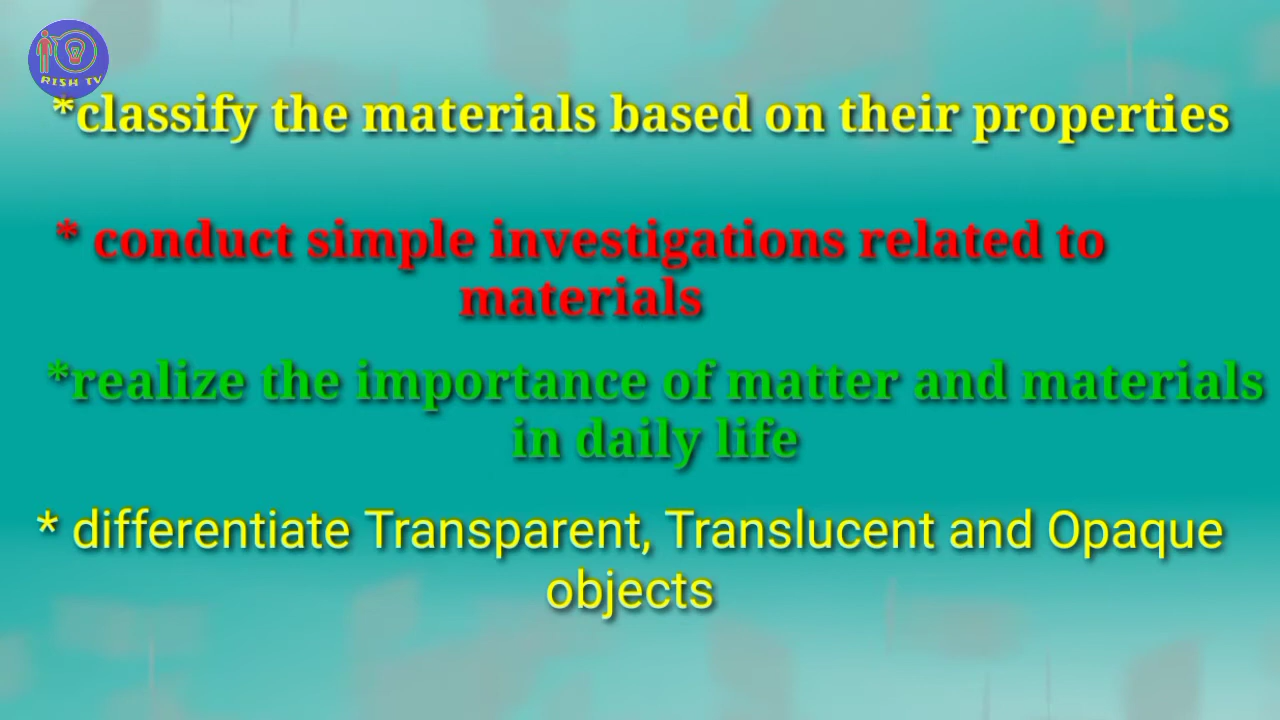 RISH TV
*classify the materials based on their properties
* conduct simple investigations related to
materials
*realize the importance of matter and materials
in daily life
* differentiate Transparent, Translucent and Opaque
objects